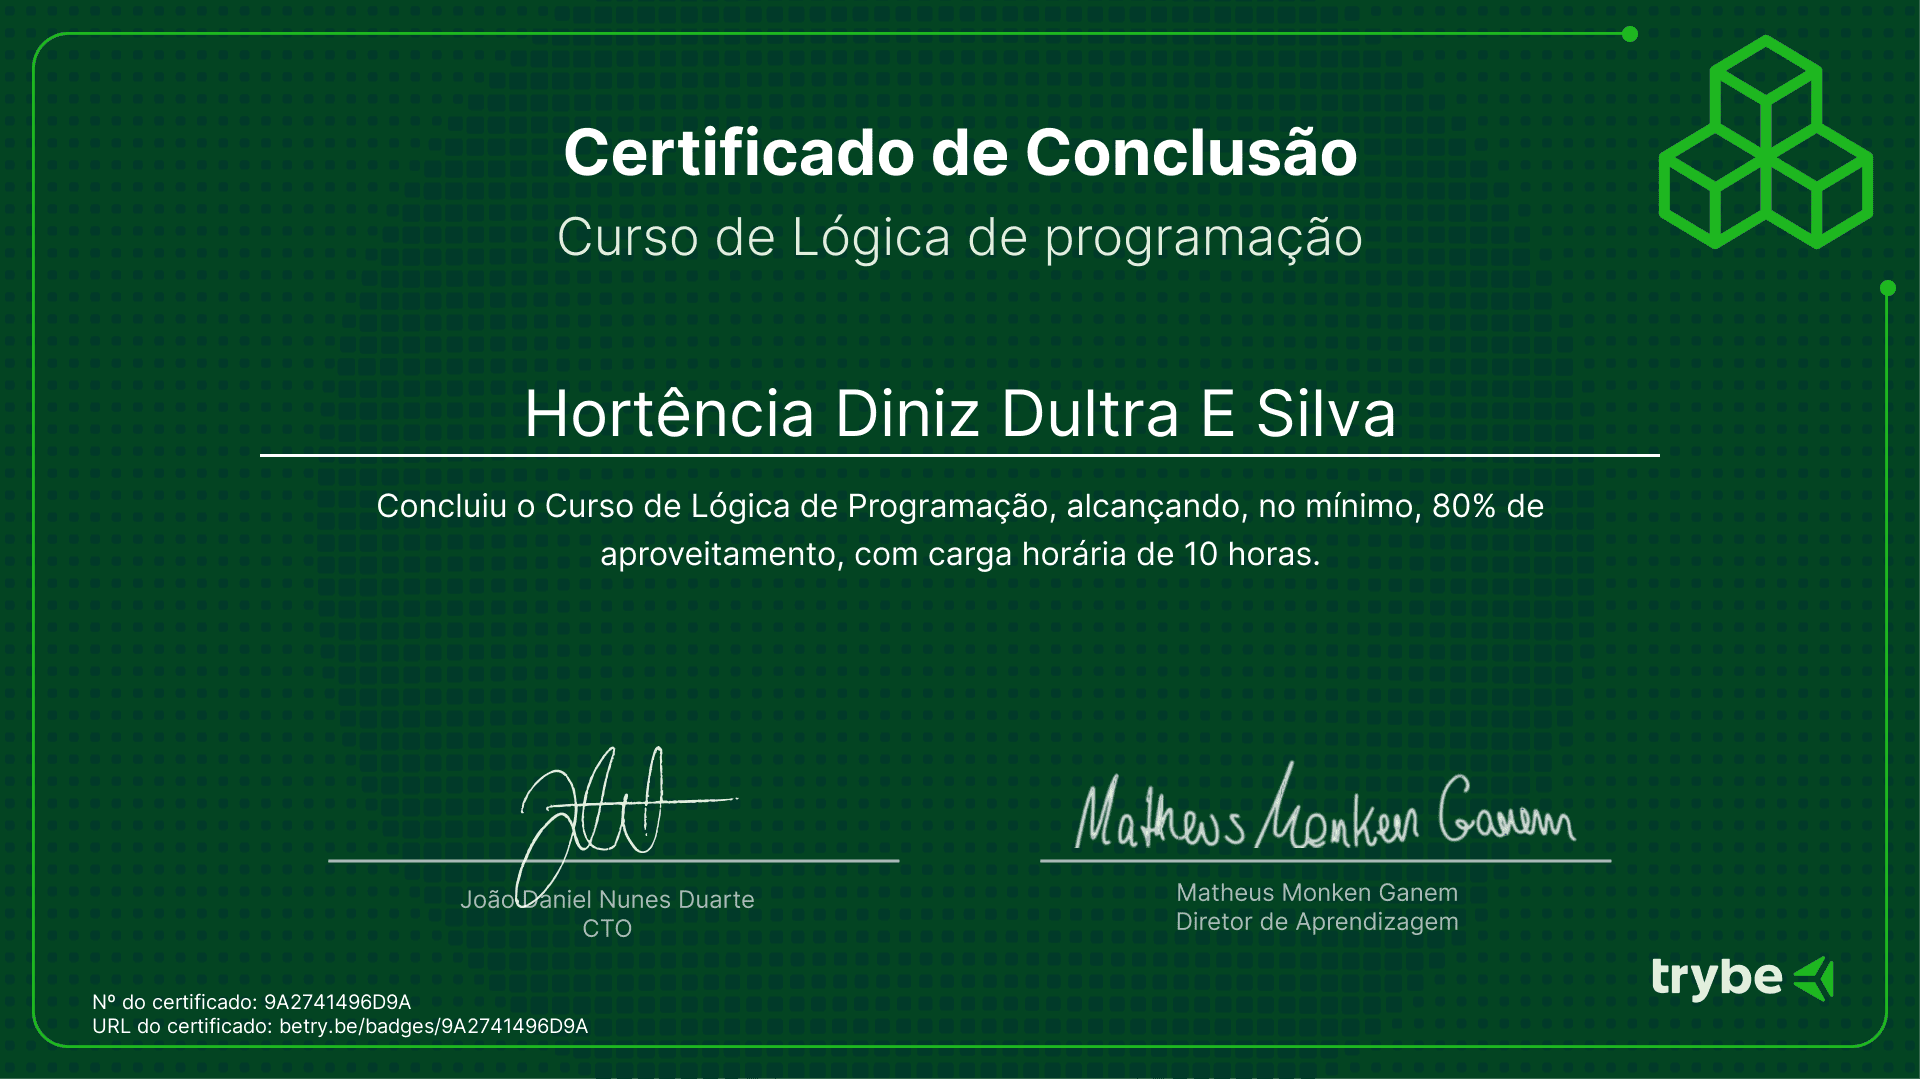 Certificado de Conclusão
Curso de Lógica de programação
Hortência Diniz Dultra E Silva
Concluiu o Curso de Lógica de Programação, alcançando, no mínimo, 80% de
aproveitamento, com carga horária de 10 horas.
Matheus Monken Ganem
João Daniel Nunes Duarte
CTO
Matheus Monken Ganem
Diretor de Aprendizagem
trybe
Nº do certificado: 9A2741496D9A
URL do certificado: betry.be/badges/9A2741496D9A